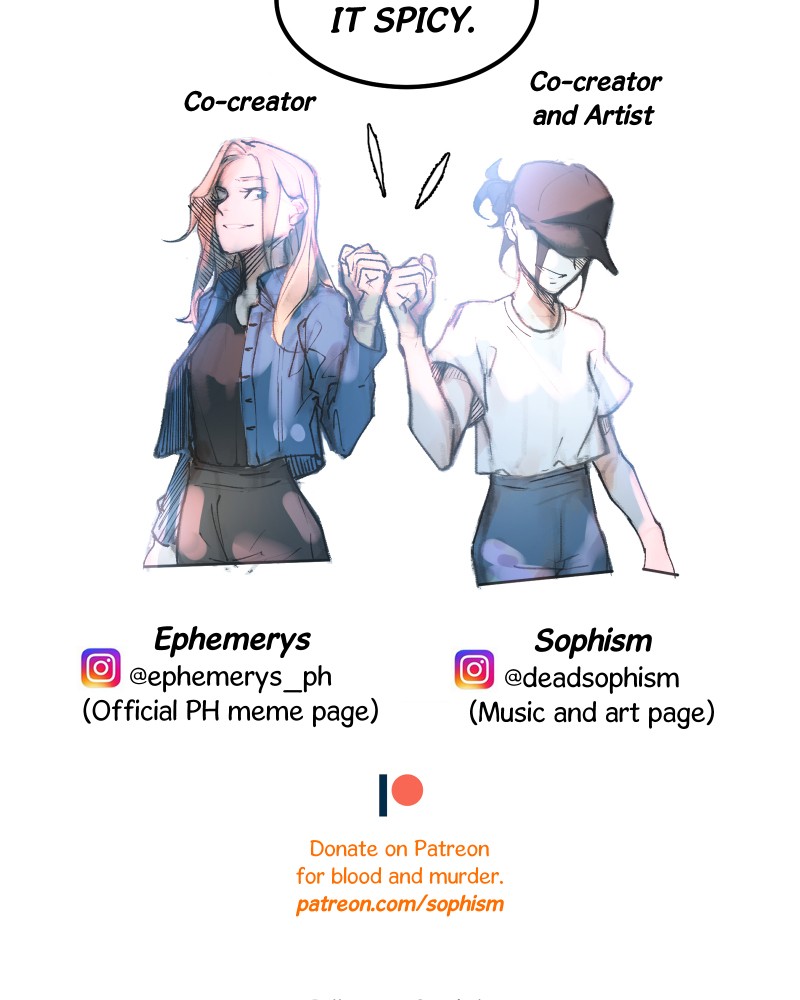 IT SPICY.
Co-creator
Co-creator
and Artist
Ephemerys
@ephemerys_ph
(Official PH meme page)
Sophism
@deadsophism
(Music and art page)
Donate on Patreon
for blood and murder.
patreon.com/sophism